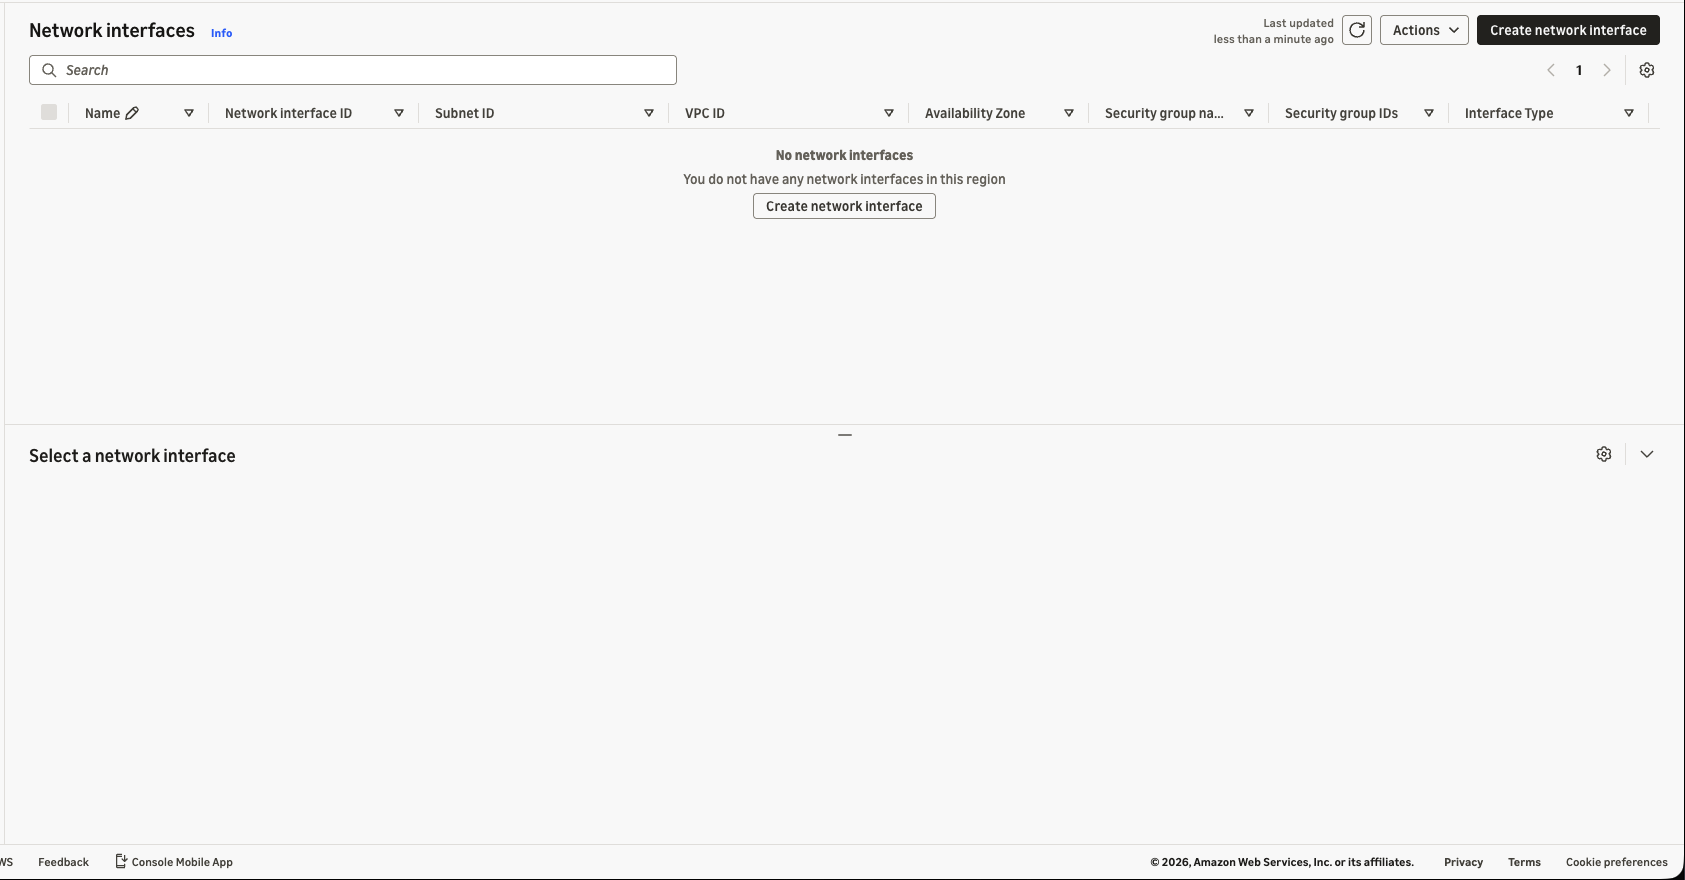 Network interfaces Info
Last updated
less than a minute ago
Actions
Create network interface
Search
1
Name
Network interface ID
Subnet ID
VPC ID
Availability Zone
Security group na...
Security group IDs
Interface Type
No network interfaces
You do not have any network interfaces in this region
Create network interface
Select a network interface
WS
Feedback
Console Mobile App
© 2026, Amazon Web Services, Inc. or its affiliates.
Privacy
Terms
Cookie preferences